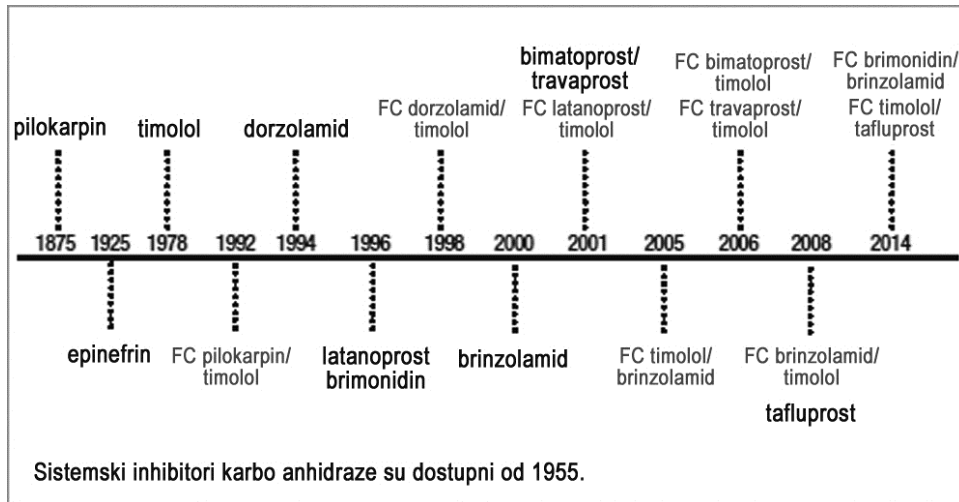 bimatoprost/
travaprost
FC latanoprost/
timolol
FC bimatoprost/
timolol
FC travaprost/
timolol
FC brimonidin/
brinzolamid
FC timolol/
tafluprost
pilokarpin
timolol
dorzolamid
FC dorzolamid/
timolol
1875 1925 1978 1992 1994 1996 1998 2000 2001 2005 2006 2008 2014
epinefrin
FC pilokarpin/
timolol
latanoprost
brimonidin
brinzolamid
FC timolol/
brinzolamid
FC brinzolamid/
timolol
tafluprost
Sistemski inhibitori karbo anhidraze su dostupni od 1955.